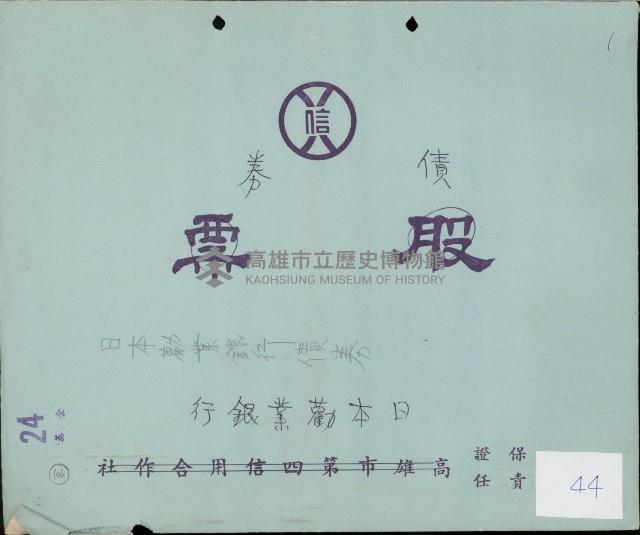 信
債券
股票
高雄市立歷史博物館
KAOHSIUNG MUSEUM OF HISTORY
日本勸業銀行債券
日本勸業銀行
保證責任高雄市第四信用合作社
44
24